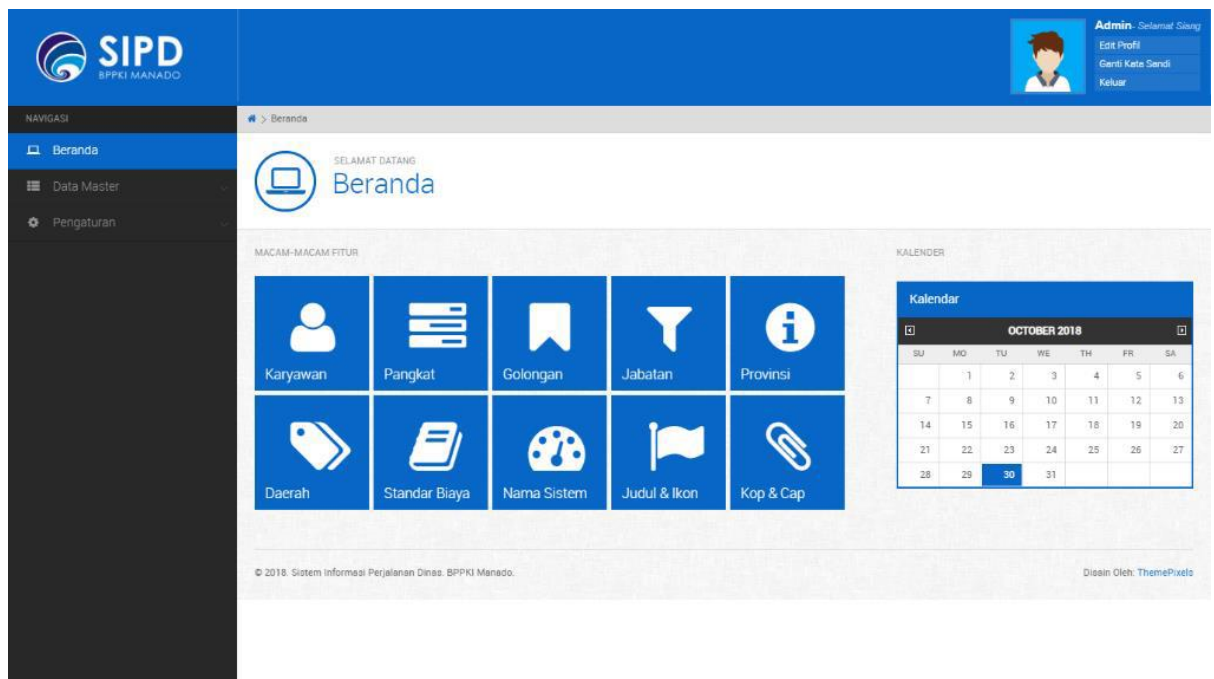 SIPD
BPPKI MANADO
Admin - Selamat Siang
Edit Profil
Ganti Kata Sandi
Keluar
NAVIGASI
> Beranda
Beranda
Data Master
Pengaturan
SELAMAT DATANG
Beranda
MACAM-MACAM FITUR
Karyawan Pangkat Golongan Jabatan Provinsi
Daerah Standar Biaya Nama Sistem Judul & Ikon Kop & Cap
KALENDER
Kalendar
OCTOBER 2018
SU MO TU WE TH FR SA
1 2 3 4 5 6
7 8 9 10 11 12 13
14 15 16 17 18 19 20
21 22 23 24 25 26 27
28 29 30 31
© 2018. Sistem Informasi Perjalanan Dinas. BPPKI Manado.
Disain Oleh: ThemePixels